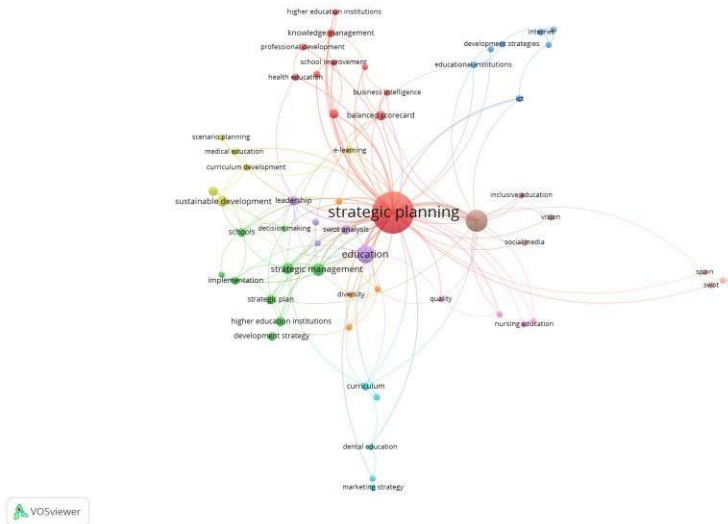 higher education institutions
knowledge management
internet
professional development
development strategies
school improvement
educational institutions
health education
business intelligence
ict
balanced scorecard
scenario planning
e-learning
medical education
curriculum development
inclusive education
sustainable development
leadership
strategic planning
vision
schools
decision making
swot analysis
social media
education
strategic management
spain
implementation
swot
strategic plan
diversity
quality
higher education institutions
nursing education
development strategy
curriculum
dental education
marketing strategy
VOSviewer